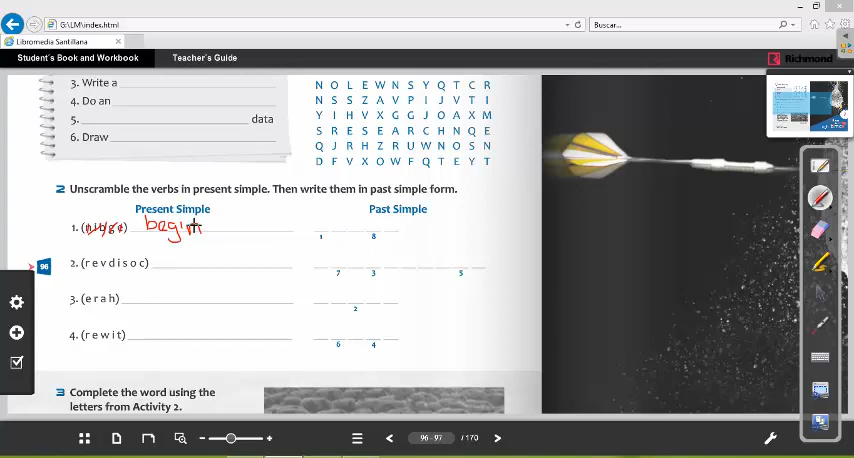 G:\LM\index.html
Buscar...
Libromedia Santillana
Student's Book and Workbook
Teacher's Guide
Richmond
3. Write a
4. Do an
5. data
6. Draw
N O L E W N S Y Q T C R
N S S Z A V P I J V T I
Y I H V X G G J O A X M
S R E S E A R C H N Q E
Q J R H Z R U W N O S N
D F V X O W F Q T E Y T
2 Unscramble the verbs in present simple. Then write them in past simple form.
Present Simple
Past Simple
1. (n i b g e) begin
1 8
2. (r e v d i s o c)
7 3 5
96
3. (e r a h)
2
4. (r e w i t)
6 4
3 Complete the word using the
letters from Activity 2.
96-97 / 170